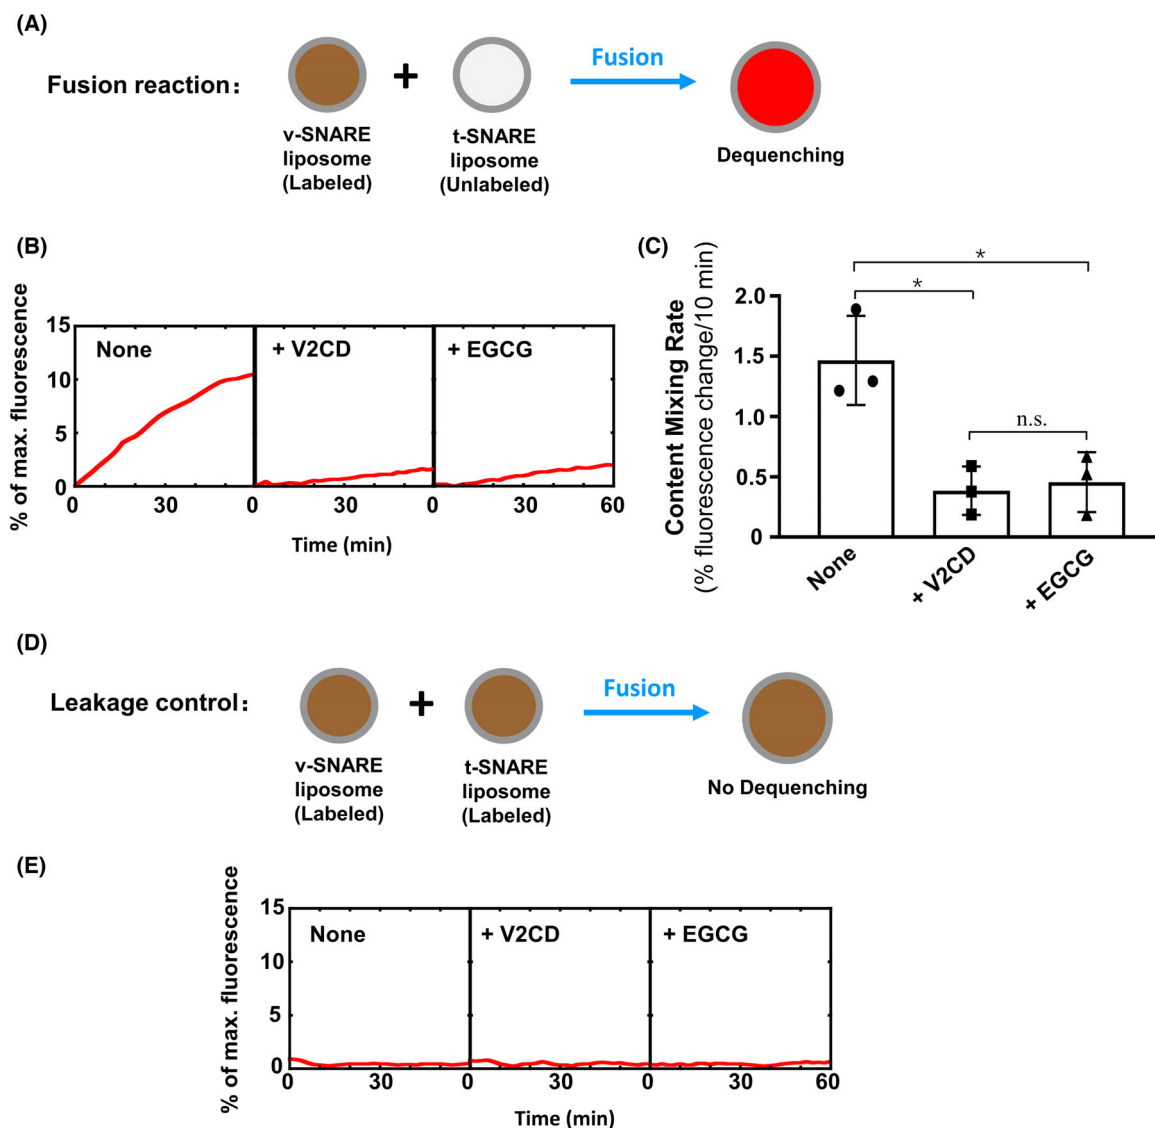 (A)
Fusion reaction:
+
Fusion
v-SNARE
liposome
(Labeled)
t-SNARE
liposome
(Unlabeled)
Dequenching
(B)
% of max. fluorescence
15
10
5
0
None
+ V2CD
+ EGCG
0
30
0
30
0
30
60
Time (min)
(C)
Content Mixing Rate
(% fluorescence change/10 min)
2.0
1.5
1.0
0.5
0
*
*
n.s.
None
+ V2CD
+ EGCG
(D)
Leakage control:
+
Fusion
v-SNARE
liposome
(Labeled)
t-SNARE
liposome
(Labeled)
No Dequenching
(E)
% of max. fluorescence
15
10
5
0
None
+ V2CD
+ EGCG
0
30
0
30
0
30
60
Time (min)